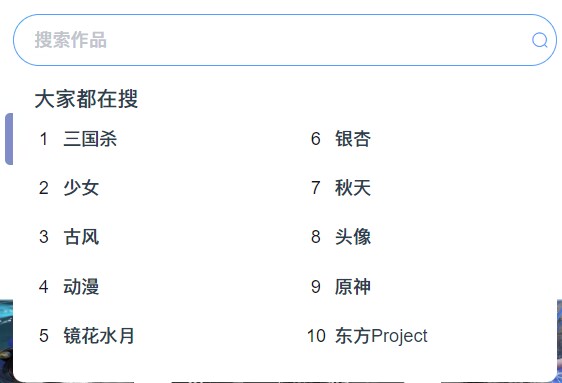 搜索作品
大家都在搜
1 三国杀
2 少女
3 古风
4 动漫
5 镜花水月
6 银杏
7 秋天
8 头像
9 原神
10 东方Project